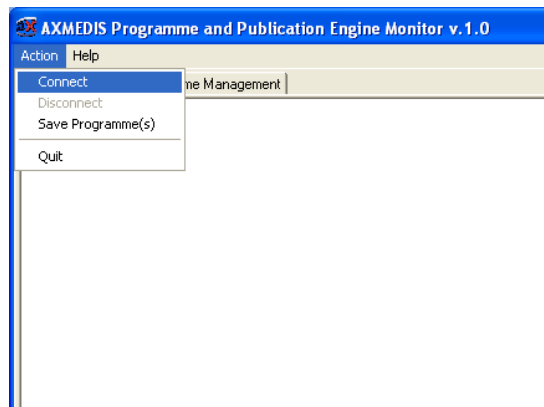 AXMEDIS Programme and Publication Engine Monitor v.1.0
Action Help
Connect
me Management
Disconnect
Save Programme(s)
Quit